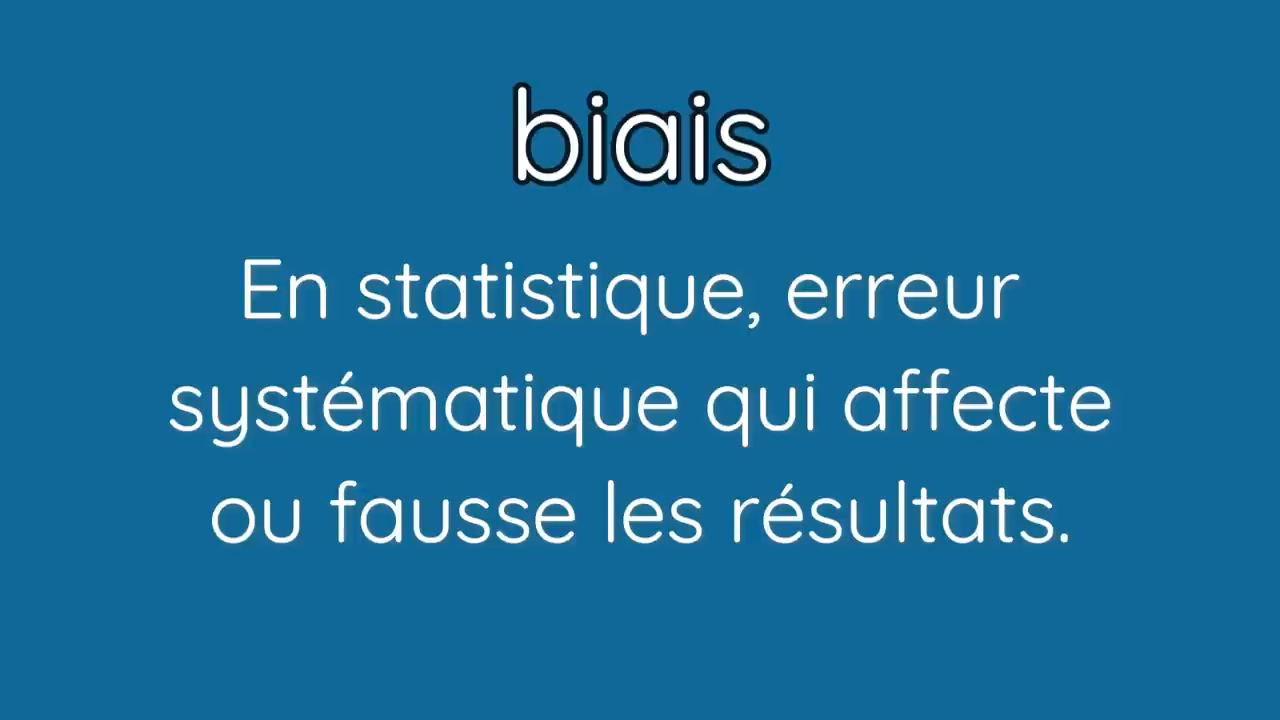 biais
En statistique, erreur
systématique qui affecte
ou fausse les résultats.